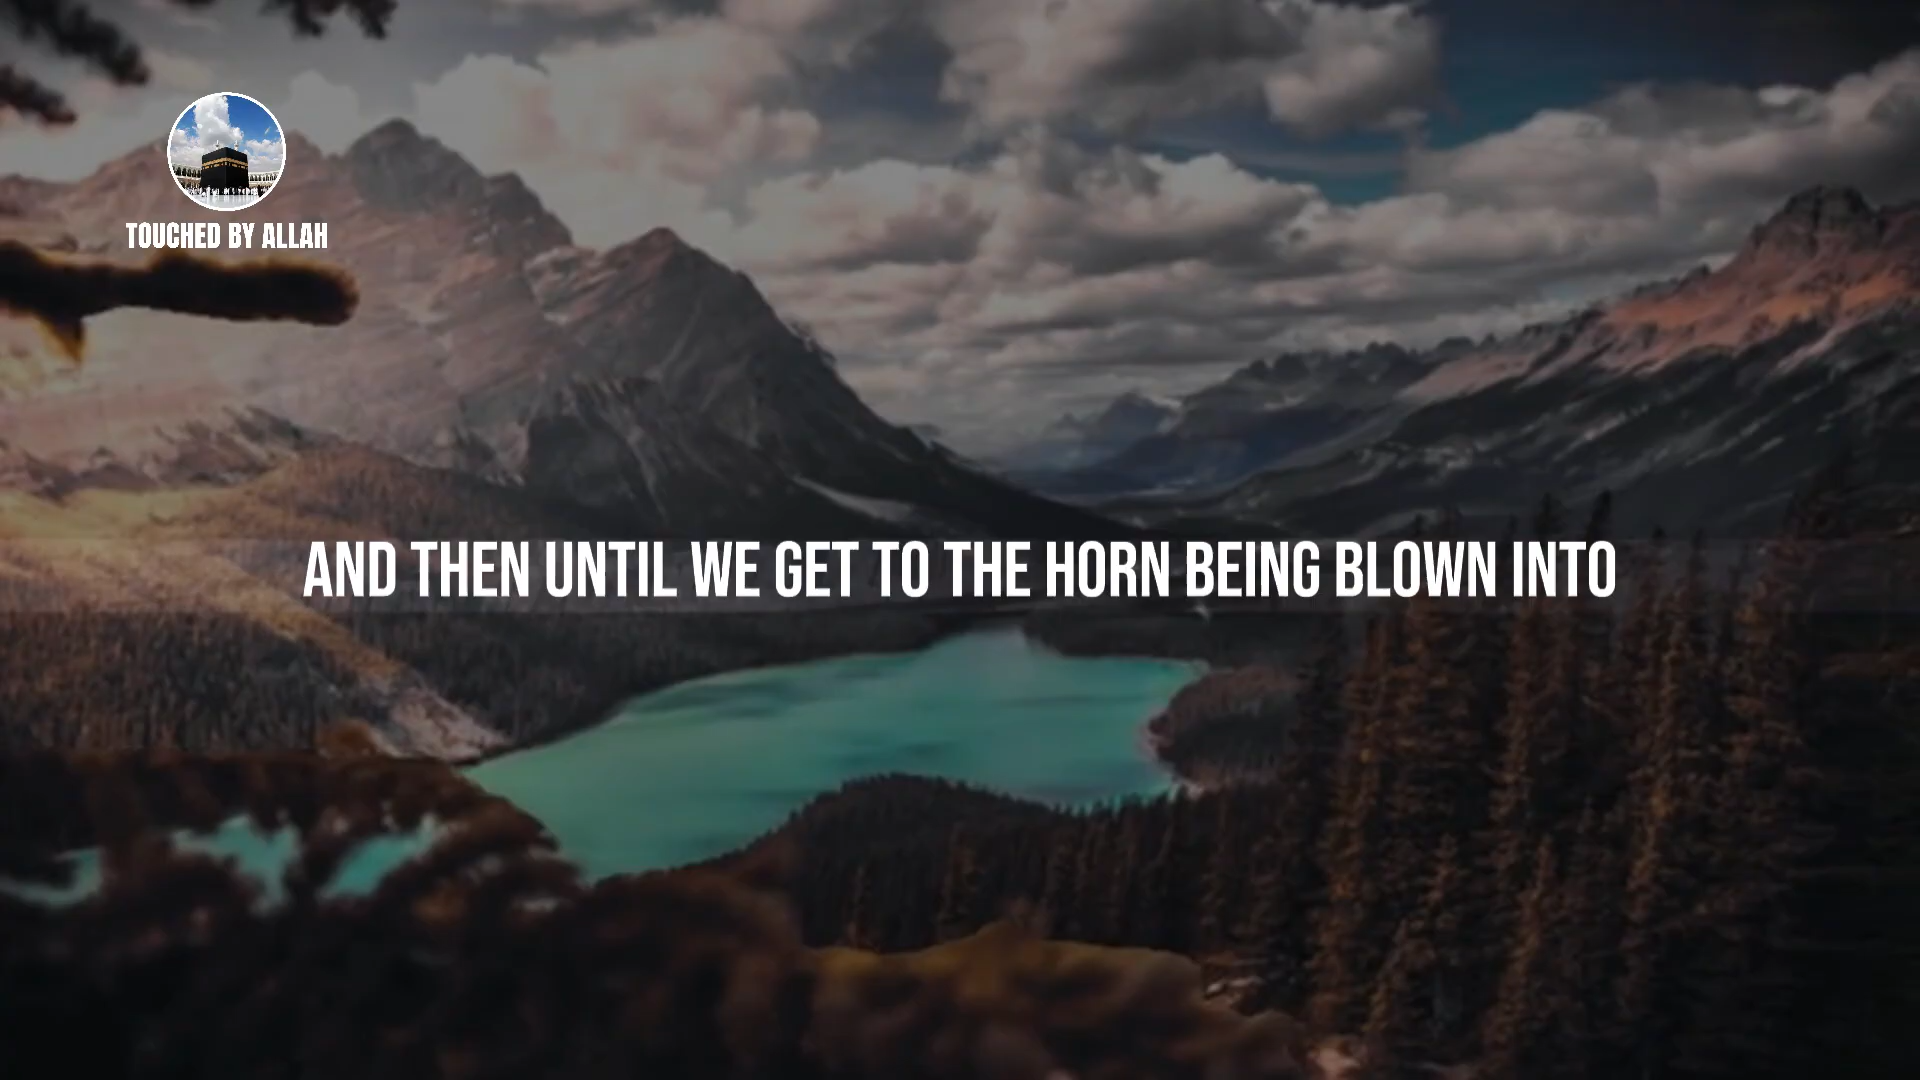 TOUCHED BY ALLAH
AND THEN UNTIL WE GET TO THE HORN BEING BLOWN INTO